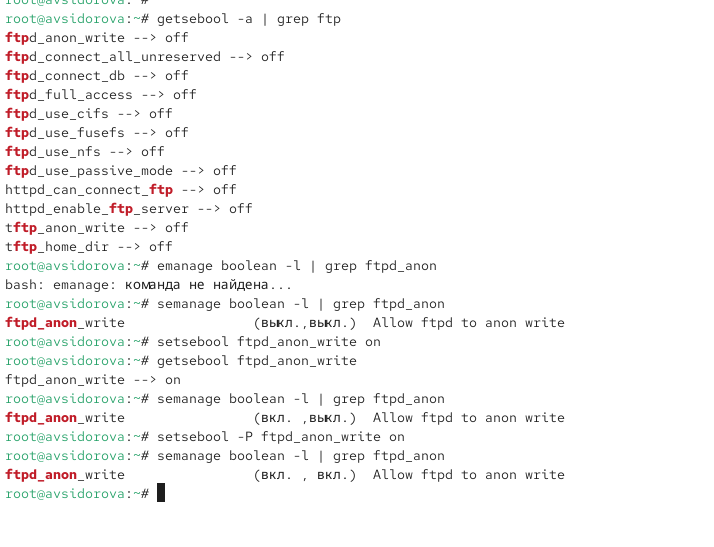 root@avsidorova:~#
root@avsidorova:~# getsebool -a | grep ftp
ftpd_anon_write --> off
ftpd_connect_all_unreserved --> off
ftpd_connect_db --> off
ftpd_full_access --> off
ftpd_use_cifs --> off
ftpd_use_fusefs --> off
ftpd_use_nfs --> off
ftpd_use_passive_mode --> off
httpd_can_connect_ftp --> off
httpd_enable_ftp_server --> off
tftp_anon_write --> off
tftp_home_dir --> off
root@avsidorova:~# emanage boolean -l | grep ftpd_anon
bash: emanage: команда не найдена...
root@avsidorova:~# semanage boolean -l | grep ftpd_anon
ftpd_anon_write                (выкл.,выкл.)  Allow ftpd to anon write
root@avsidorova:~# setsebool ftpd_anon_write on
root@avsidorova:~# getsebool ftpd_anon_write
ftpd_anon_write --> on
root@avsidorova:~# semanage boolean -l | grep ftpd_anon
ftpd_anon_write                (вкл. ,выкл.)  Allow ftpd to anon write
root@avsidorova:~# setsebool -P ftpd_anon_write on
root@avsidorova:~# semanage boolean -l | grep ftpd_anon
ftpd_anon_write                (вкл. , вкл.)  Allow ftpd to anon write
root@avsidorova:~#